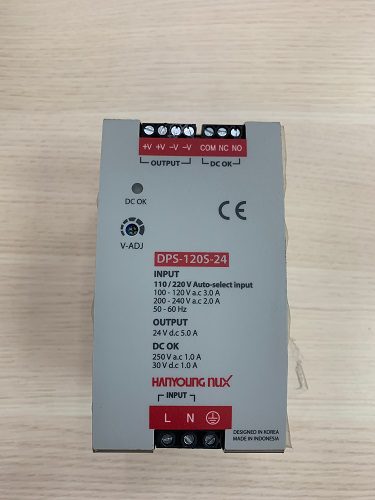 +V +V -V -V COM NC NO
OUTPUT DC OK
DC OK
CE
V-ADJ
DPS-120S-24
INPUT
110 / 220 V Auto-select input
100 - 120 V a.c 3.0 A
200 - 240 V a.c 2.0 A
50 - 60 Hz
OUTPUT
24 V d.c 5.0 A
DC OK
250 V a.c 1.0 A
30 V d.c 1.0 A
HANYOUNG NUX
INPUT
L N
DESIGNED IN KOREA
MADE IN INDONESIA